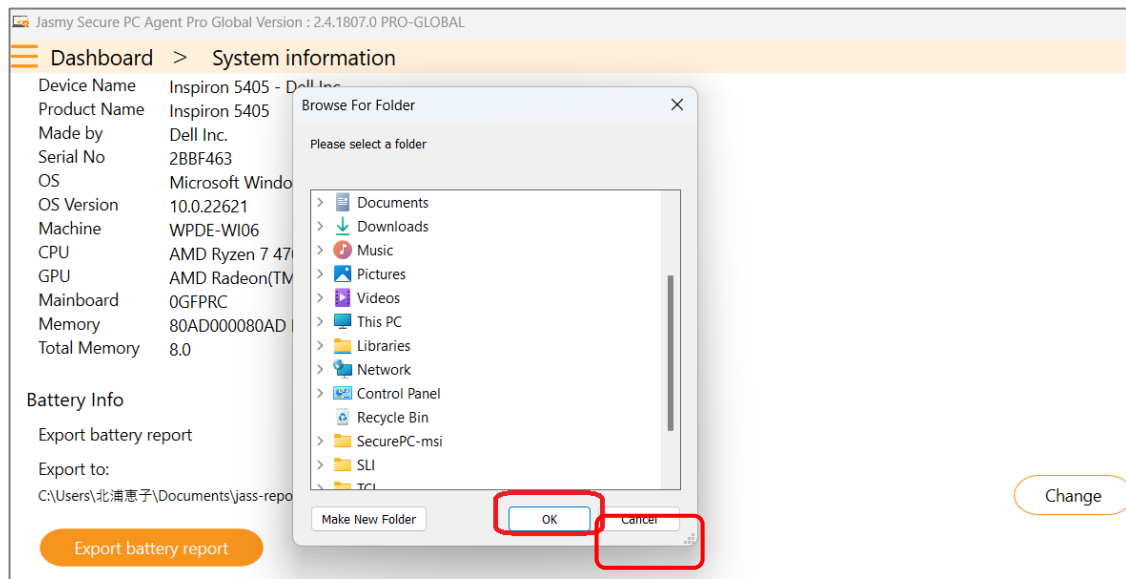 Jasmy Secure PC Agent Pro Global Version : 2.4.1807.0 PRO-GLOBAL
Dashboard > System information
Device Name Inspiron 5405 - Dell Inc.
Product Name Inspiron 5405
Made by Dell Inc.
Serial No 2BBF463
OS Microsoft Windo
OS Version 10.0.22621
Machine WPDE-WI06
CPU AMD Ryzen 7 47
GPU AMD Radeon(TM
Mainboard 0GFPRC
Memory 80AD000080AD
Total Memory 8.0
Battery Info
Export battery report
Export to:
C:\Users\北浦恵子\Documents\jass-repo
Export battery report
Change
Browse For Folder
Please select a folder
Documents
Downloads
Music
Pictures
Videos
This PC
Libraries
Network
Control Panel
Recycle Bin
SecurePC-msi
SLI
TCL
Make New Folder
OK
Cancel